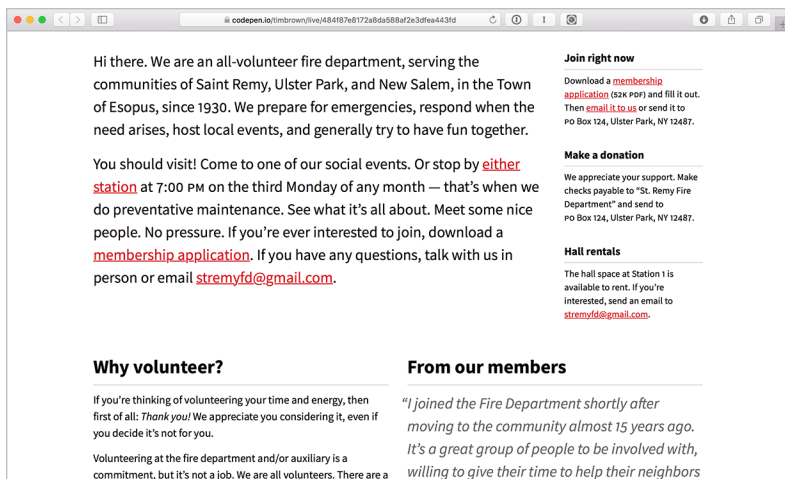 codepen.io/timbrown/live/484f87e8172a8da588af2e3dfea443fd
Hi there. We are an all-volunteer fire department, serving the
communities of Saint Remy, Ulster Park, and New Salem, in the Town
of Esopus, since 1930. We prepare for emergencies, respond when the
need arises, host local events, and generally try to have fun together.
You should visit! Come to one of our social events. Or stop by either
station at 7:00 PM on the third Monday of any month — that’s when we
do preventative maintenance. See what it’s all about. Meet some nice
people. No pressure. If you’re ever interested to join, download a
membership application. If you have any questions, talk with us in
person or email stremyfd@gmail.com.
Join right now
Download a membership
application (52K PDF) and fill it out.
Then email it to us or send it to
PO Box 124, Ulster Park, NY 12487.
Make a donation
We appreciate your support. Make
checks payable to “St. Remy Fire
Department” and send to
PO Box 124, Ulster Park, NY 12487.
Hall rentals
The hall space at Station 1 is
available to rent. If you’re
interested, send an email to
stremyfd@gmail.com.
Why volunteer?
If you’re thinking of volunteering your time and energy, then
first of all: Thank you! We appreciate you considering it, even if
you decide it’s not for you.
Volunteering at the fire department and/or auxiliary is a
commitment, but it’s not a job. We are all volunteers. There are a
From our members
“I joined the Fire Department shortly after
moving to the community almost 15 years ago.
It’s a great group of people to be involved with,
willing to give their time to help their neighbors